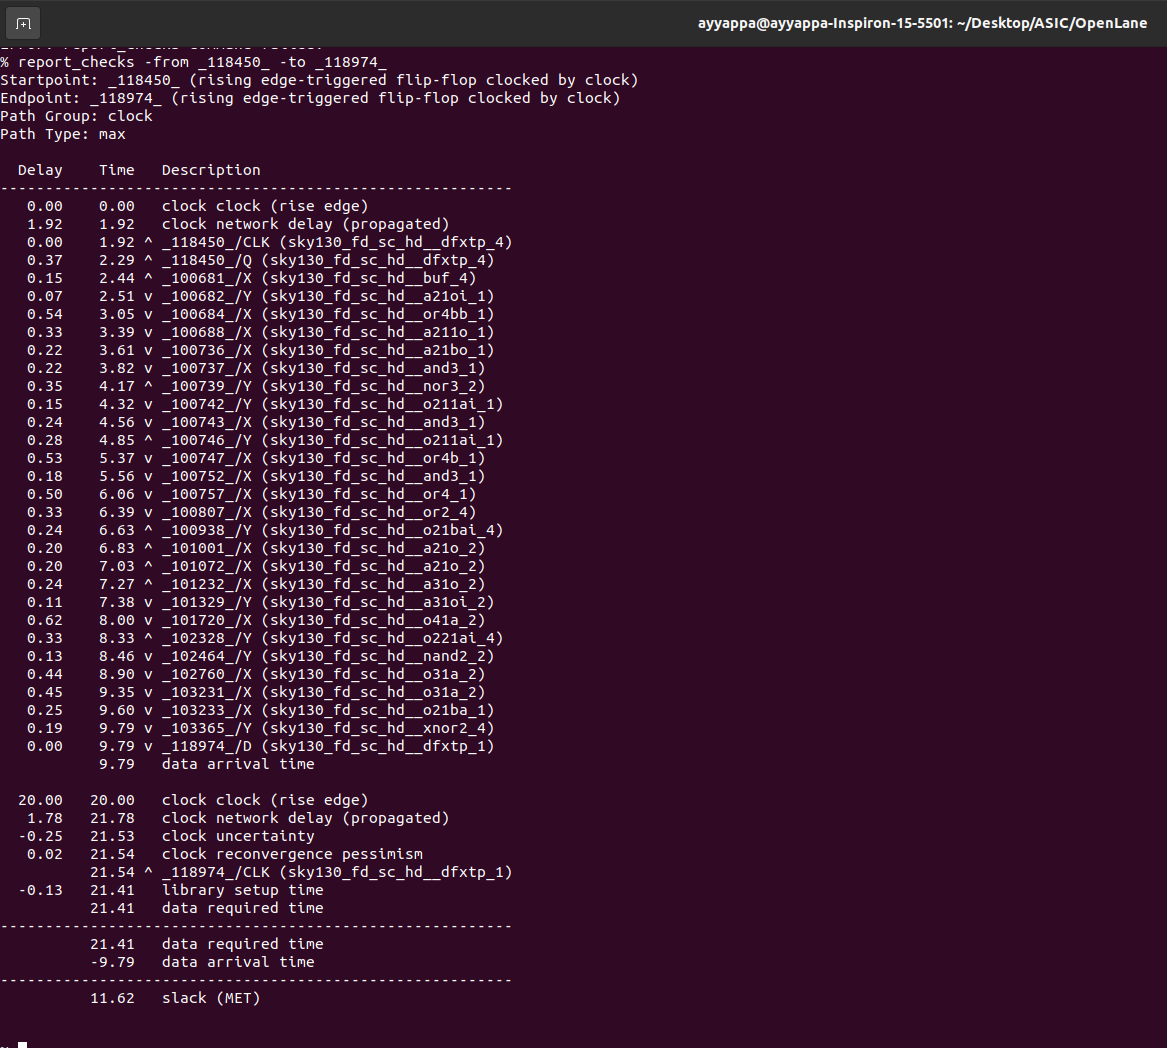 ayyappa@ayyappa-Inspiron-15-5501: ~/Desktop/ASIC/OpenLane
% report_checks -from _118450_ -to _118974_
Startpoint: _118450_ (rising edge-triggered flip-flop clocked by clock)
Endpoint: _118974_ (rising edge-triggered flip-flop clocked by clock)
Path Group: clock
Path Type: max
  Delay    Time   Description
---------------------------------------------------------
   0.00    0.00   clock clock (rise edge)
   1.92    1.92   clock network delay (propagated)
   0.00    1.92 ^ _118450_/CLK (sky130_fd_sc_hd__dfxtp_4)
   0.37    2.29 ^ _118450_/Q (sky130_fd_sc_hd__dfxtp_4)
   0.15    2.44 ^ _100681_/X (sky130_fd_sc_hd__buf_4)
   0.07    2.51 v _100682_/Y (sky130_fd_sc_hd__a21oi_1)
   0.54    3.05 v _100684_/X (sky130_fd_sc_hd__or4bb_1)
   0.33    3.39 v _100688_/X (sky130_fd_sc_hd__a211o_1)
   0.22    3.61 v _100736_/X (sky130_fd_sc_hd__a21bo_1)
   0.22    3.82 v _100737_/X (sky130_fd_sc_hd__and3_1)
   0.35    4.17 ^ _100739_/Y (sky130_fd_sc_hd__nor3_2)
   0.15    4.32 v _100742_/Y (sky130_fd_sc_hd__o211ai_1)
   0.24    4.56 v _100743_/X (sky130_fd_sc_hd__and3_1)
   0.28    4.85 ^ _100746_/Y (sky130_fd_sc_hd__o211ai_1)
   0.53    5.37 v _100747_/X (sky130_fd_sc_hd__or4b_1)
   0.18    5.56 v _100752_/X (sky130_fd_sc_hd__and3_1)
   0.50    6.06 v _100757_/X (sky130_fd_sc_hd__or4_1)
   0.33    6.39 v _100807_/X (sky130_fd_sc_hd__or2_4)
   0.24    6.63 ^ _100938_/Y (sky130_fd_sc_hd__o21bai_4)
   0.20    6.83 ^ _101001_/X (sky130_fd_sc_hd__a21o_2)
   0.20    7.03 ^ _101072_/X (sky130_fd_sc_hd__a21o_2)
   0.24    7.27 ^ _101232_/X (sky130_fd_sc_hd__a31o_2)
   0.11    7.38 v _101329_/Y (sky130_fd_sc_hd__a31oi_2)
   0.62    8.00 v _101720_/X (sky130_fd_sc_hd__o41a_2)
   0.33    8.33 ^ _102328_/Y (sky130_fd_sc_hd__o221ai_4)
   0.13    8.46 v _102464_/Y (sky130_fd_sc_hd__nand2_2)
   0.44    8.90 v _102760_/X (sky130_fd_sc_hd__o31a_2)
   0.45    9.35 v _103231_/X (sky130_fd_sc_hd__o31a_2)
   0.25    9.60 v _103233_/X (sky130_fd_sc_hd__o21ba_1)
   0.19    9.79 v _103365_/Y (sky130_fd_sc_hd__xnor2_4)
   0.00    9.79 v _118974_/D (sky130_fd_sc_hd__dfxtp_1)
           9.79   data arrival time
  20.00   20.00   clock clock (rise edge)
   1.78   21.78   clock network delay (propagated)
  -0.25   21.53   clock uncertainty
   0.02   21.54   clock reconvergence pessimism
          21.54 ^ _118974_/CLK (sky130_fd_sc_hd__dfxtp_1)
  -0.13   21.41   library setup time
          21.41   data required time
---------------------------------------------------------
          21.41   data required time
          -9.79   data arrival time
---------------------------------------------------------
          11.62   slack (MET)